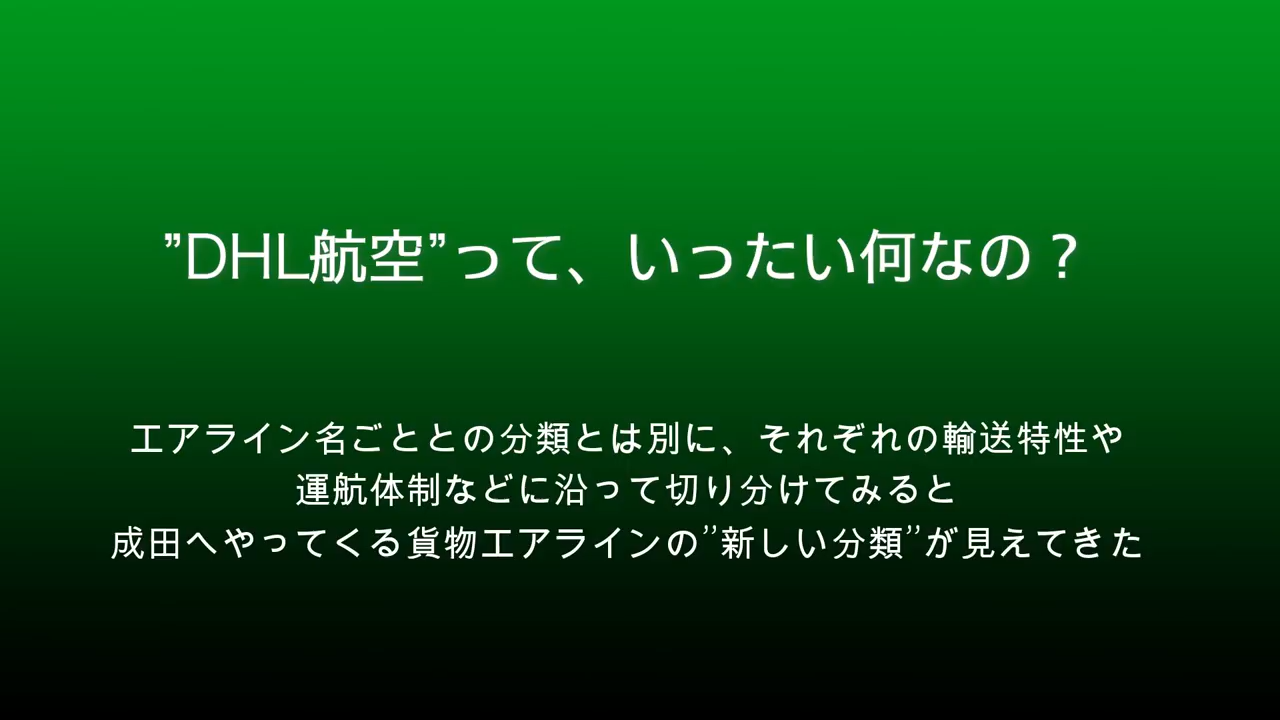 ”DHL航空”って、いったい何なの？
エアライン名ごととの分類とは別に、それぞれの輸送特性や
運航体制などに沿って切り分けてみると
成田へやってくる貨物エアラインの”新しい分類”が見えてきた